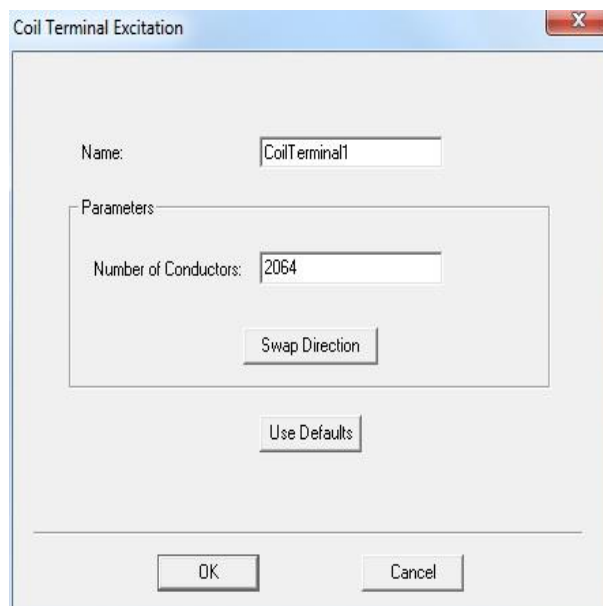 Coil Terminal Excitation
X
Name: CoilTerminal1
Parameters
Number of Conductors: 2064
Swap Direction
Use Defaults
OK Cancel